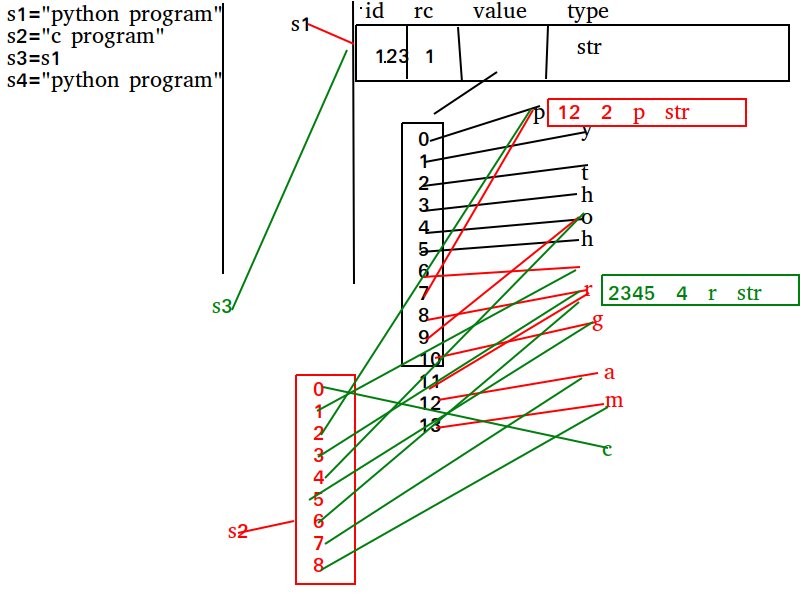 s1="python program"
s2="c program"
s3=s1
s4="python program"
s1
id rc value type
1.23 1 str
p 12 2 p str
0
y
1
t
2
h
3
o
4
h
5
6
r 2345 4 r str
7
s3
8
g
9
10
a
11
0
m
12
1
13
2
c
3
4
5
6
s2
7
8